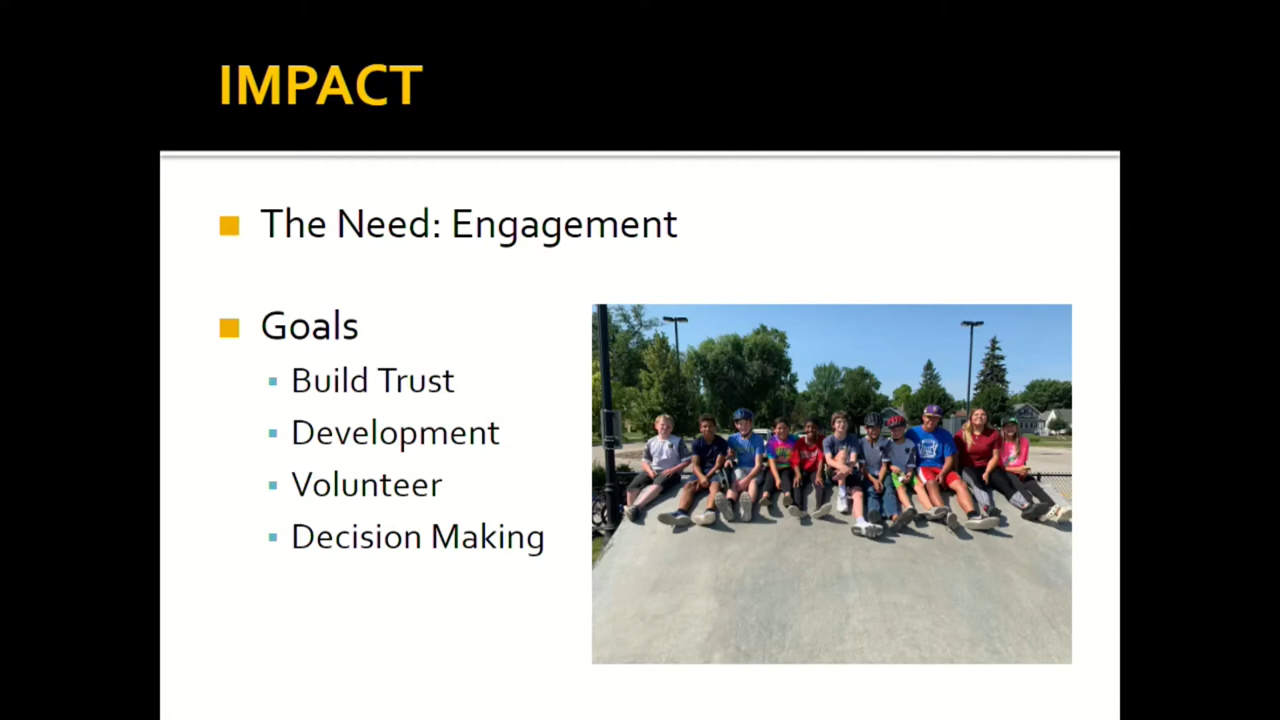 IMPACT
The Need: Engagement
Goals
Build Trust
Development
Volunteer
Decision Making